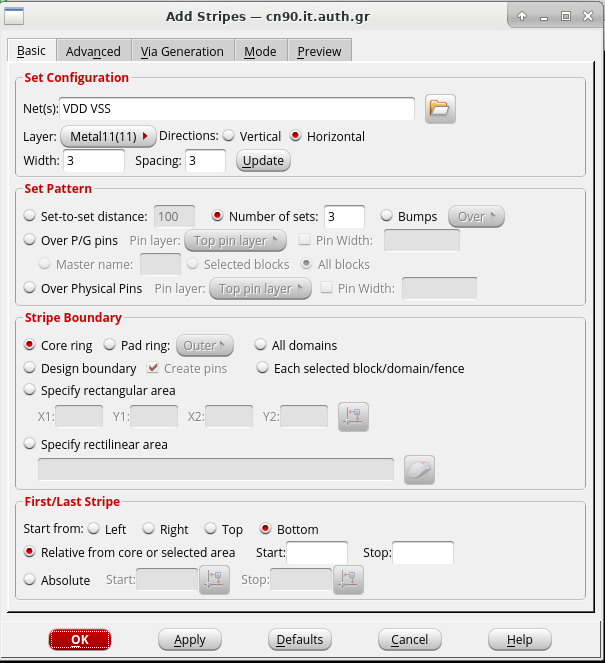 Add Stripes — cn90.it.auth.gr
Basic Advanced Via Generation Mode Preview
Set Configuration
Net(s): VDD VSS
Layer: Metal11(11) Directions: Vertical Horizontal
Width: 3 Spacing: 3 Update
Set Pattern
Set-to-set distance: 100 Number of sets: 3 Bumps Over
Over P/G pins Pin layer: Top pin layer Pin Width:
Master name: Selected blocks All blocks
Over Physical Pins Pin layer: Top pin layer Pin Width:
Stripe Boundary
Core ring Pad ring: Outer All domains
Design boundary Create pins Each selected block/domain/fence
Specify rectangular area
X1: Y1: X2: Y2:
Specify rectilinear area
First/Last Stripe
Start from: Left Right Top Bottom
Relative from core or selected area Start: Stop:
Absolute Start: Stop:
OK Apply Defaults Cancel Help